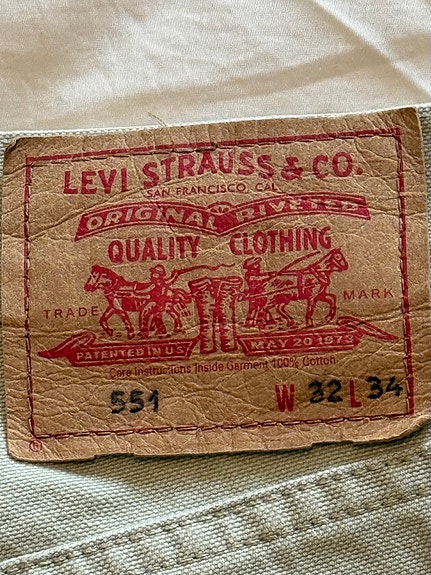 LEVI STRAUSS & CO.
SAN FRANCISCO CAL
ORIGINAL RIVETED
QUALITY CLOTHING
TRADE MARK
PATENTED IN U.S. MAY 20 1873
Care Instructions Inside Garment 100% Cotton
551 W 32 L 34
®